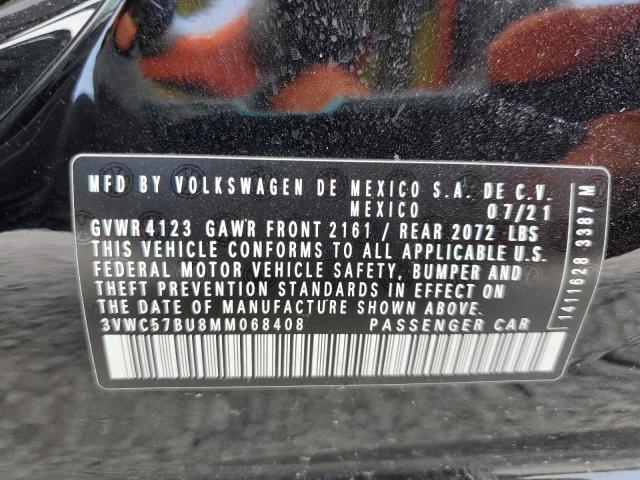 MFD BY VOLKSWAGEN DE MEXICO S.A. DE C.V.
MEXICO 07/21
GVWR 4123 GAWR FRONT 2161 / REAR 2072 LBS
THIS VEHICLE CONFORMS TO ALL APPLICABLE U.S.
FEDERAL MOTOR VEHICLE SAFETY, BUMPER AND
THEFT PREVENTION STANDARDS IN EFFECT ON
THE DATE OF MANUFACTURE SHOWN ABOVE.
3VWC57BU8MM068408 PASSENGER CAR
1411628 3387 M